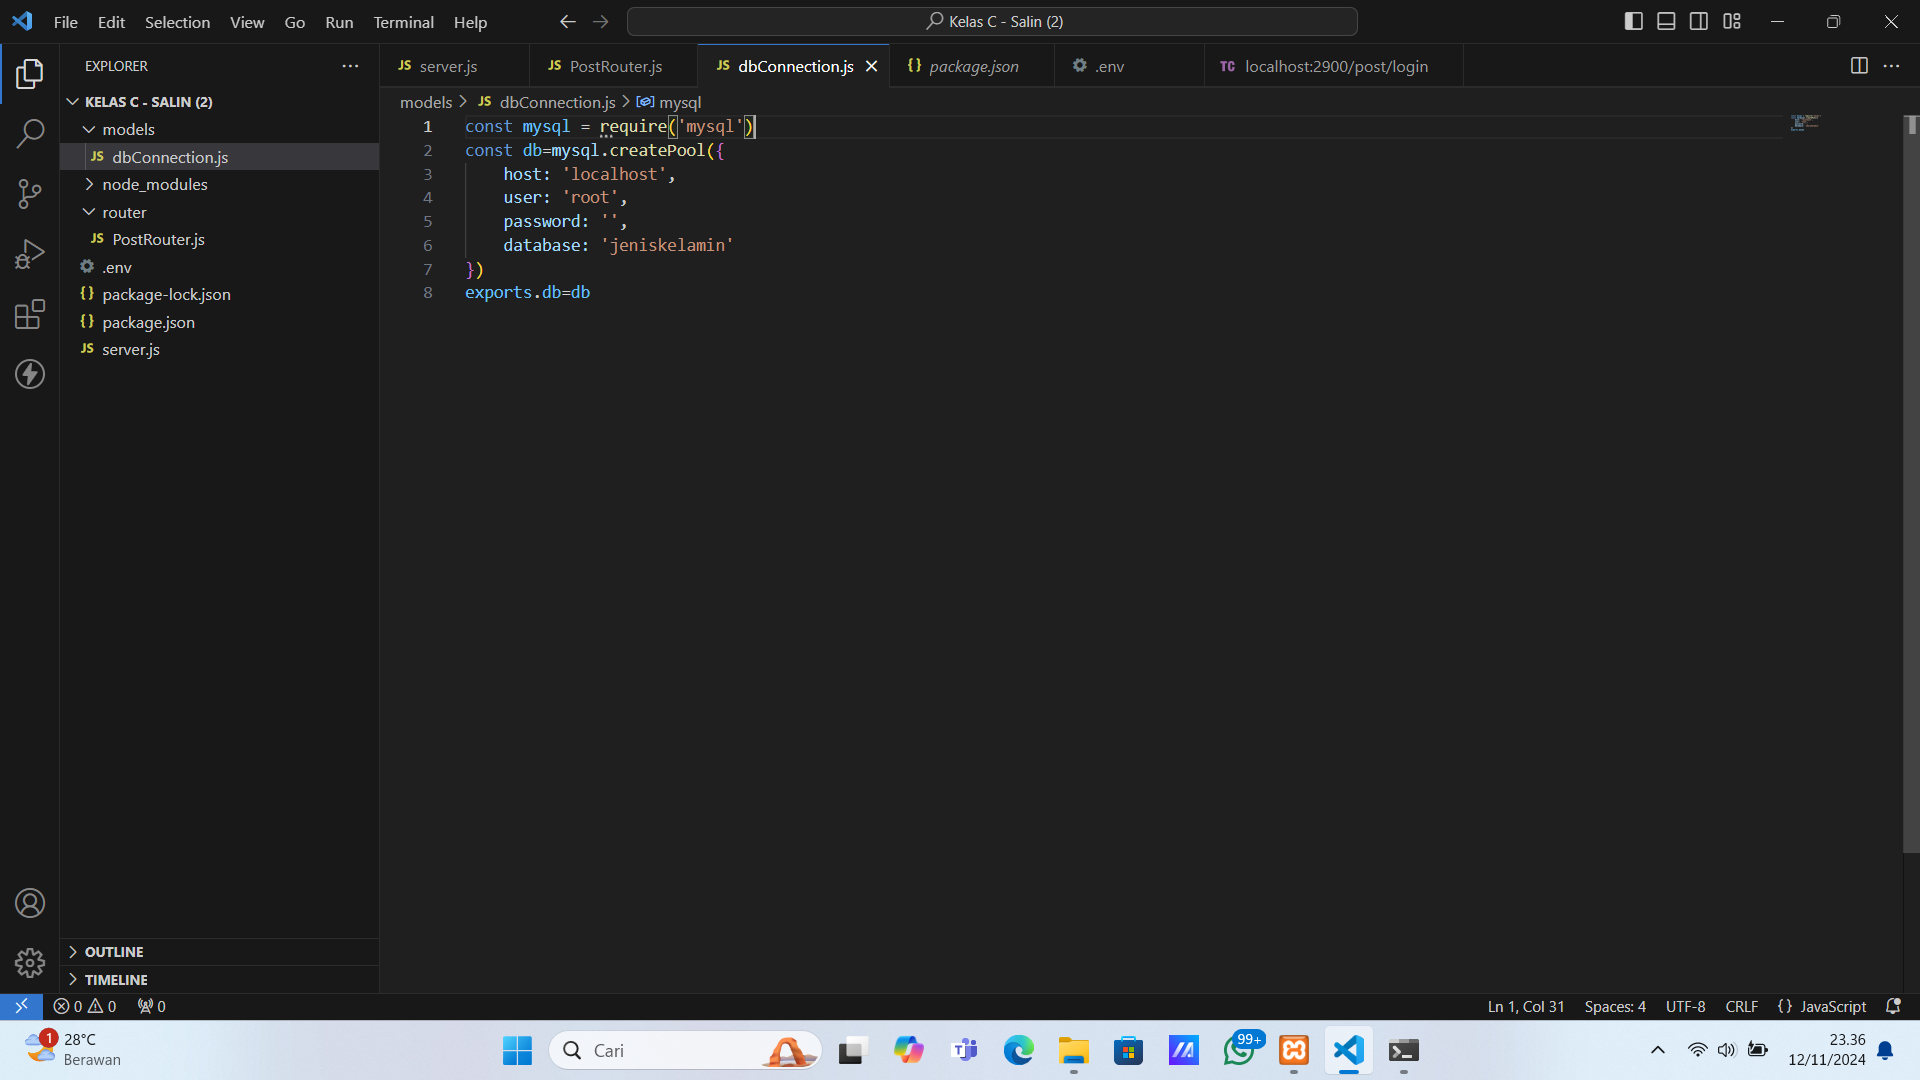 File Edit Selection View Go Run Terminal Help
Kelas C - Salin (2)
EXPLORER
KELAS C - SALIN (2)
models
JS dbConnection.js
node_modules
router
JS PostRouter.js
.env
{} package-lock.json
{} package.json
JS server.js
OUTLINE
TIMELINE
JS server.js
JS PostRouter.js
JS dbConnection.js
{} package.json
.env
TC localhost:2900/post/login
models > JS dbConnection.js > mysql
1 const mysql = require('mysql')
2 const db=mysql.createPool({
3 host: 'localhost',
4 user: 'root',
5 password: '',
6 database: 'jeniskelamin'
7 })
8 exports.db=db
0 0 0
Ln 1, Col 31 Spaces: 4 UTF-8 CRLF {} JavaScript
1
28°C
Berawan
Cari
99+
23.36
12/11/2024